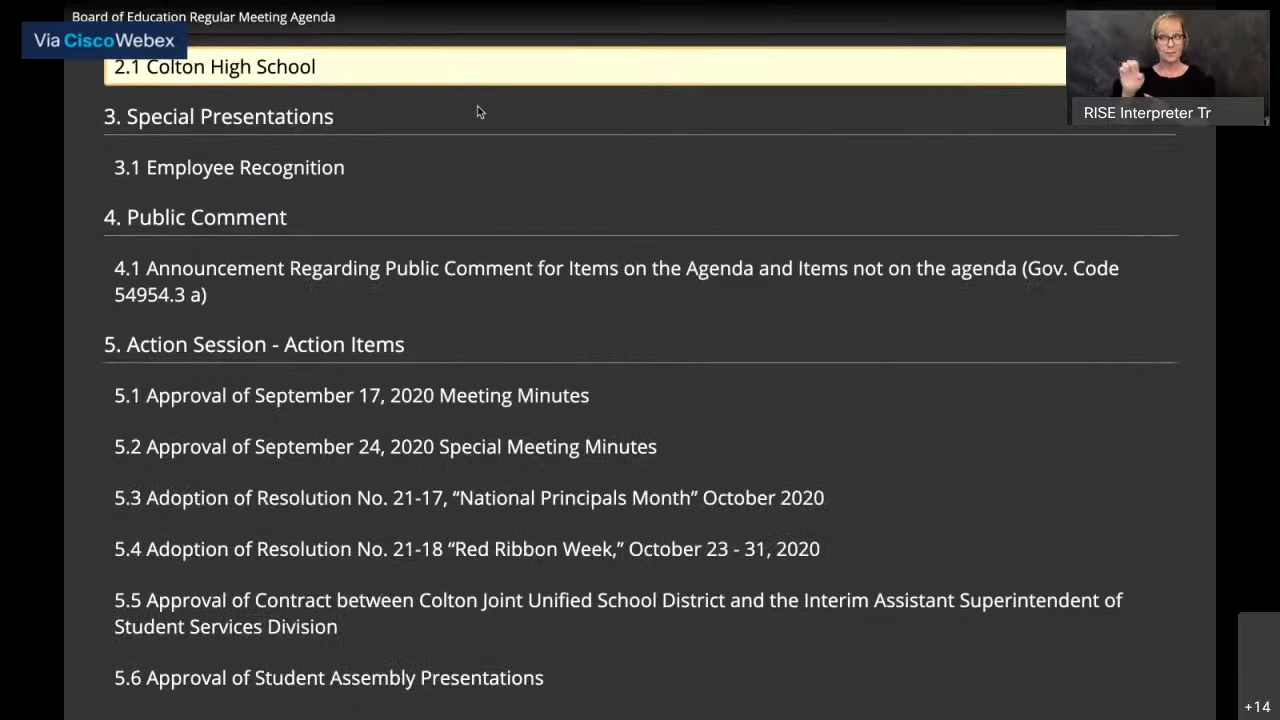 Board of Education Regular Meeting Agenda
Via CiscoWebex
2.1 Colton High School
RISE Interpreter Tr
3. Special Presentations
3.1 Employee Recognition
4. Public Comment
4.1 Announcement Regarding Public Comment for Items on the Agenda and Items not on the agenda (Gov. Code
54954.3 a)
5. Action Session - Action Items
5.1 Approval of September 17, 2020 Meeting Minutes
5.2 Approval of September 24, 2020 Special Meeting Minutes
5.3 Adoption of Resolution No. 21-17, “National Principals Month” October 2020
5.4 Adoption of Resolution No. 21-18 “Red Ribbon Week,” October 23 - 31, 2020
5.5 Approval of Contract between Colton Joint Unified School District and the Interim Assistant Superintendent of
Student Services Division
5.6 Approval of Student Assembly Presentations
+14